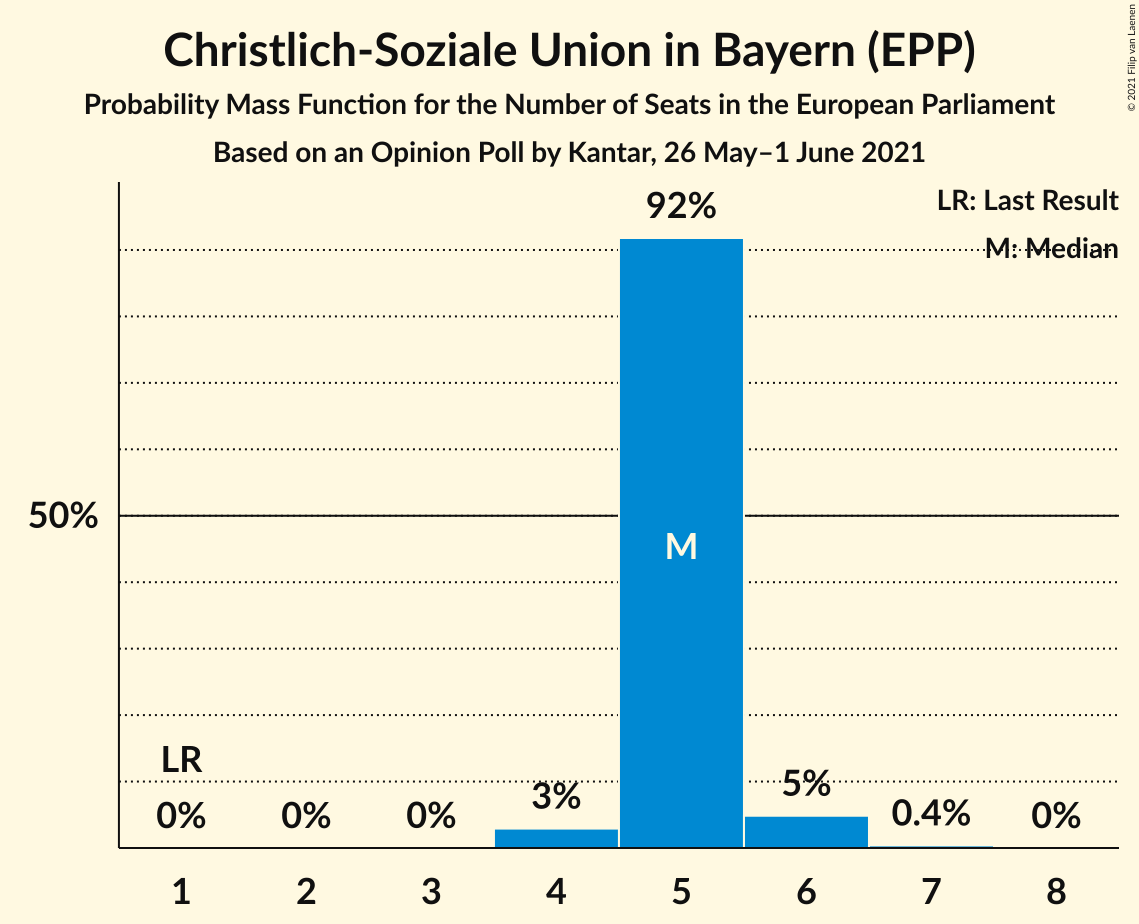 Christlich-Soziale Union in Bayern (EPP)
Probability Mass Function for the Number of Seats in the European Parliament
Based on an Opinion Poll by Kantar, 26 May–1 June 2021
© 2021 Filip van Laenen
LR: Last Result
M: Median
92%
50%
M
LR
0%
0%
0%
3%
5%
0.4%
0%
1
2
3
4
5
6
7
8